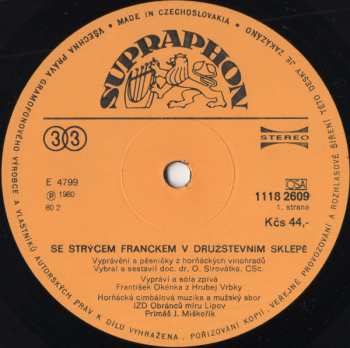 MADE IN CZECHOSLOVAKIA • VŠECHNA PRÁVA GRAMOFONOVÉHO VÝROBCE A VLASTNÍKŮ AUTORSKÝCH PRÁV K DÍLU VYHRAŽENA. POŘIZOVÁNÍ KOPIÍ, VEŘEJNÉ PROVOZOVÁNÍ A ROZHLASOVÉ ŠÍŘENÍ TÉTO DESKY JE ZAKÁZÁNO •
SUPRAPHON
33
STEREO
E 4799
Ⓟ 1980
80 2
OSA
1118 2609
1. strana
Kčs 44,-
SE STRÝCEM FRANCKEM V DRUŽSTEVNÍM SKLEPĚ
Vyprávění a písničky z horňáckých vinohradů
Vybral a sestavil doc. dr. O. Sirovátka, CSc.
Vypráví a sóla zpívá
František Okénka z Hrubej Vrbky
Horňácká cimbálová muzika a mužský sbor
JZD Obránců míru Lipov
Primáš J. Miškeřík